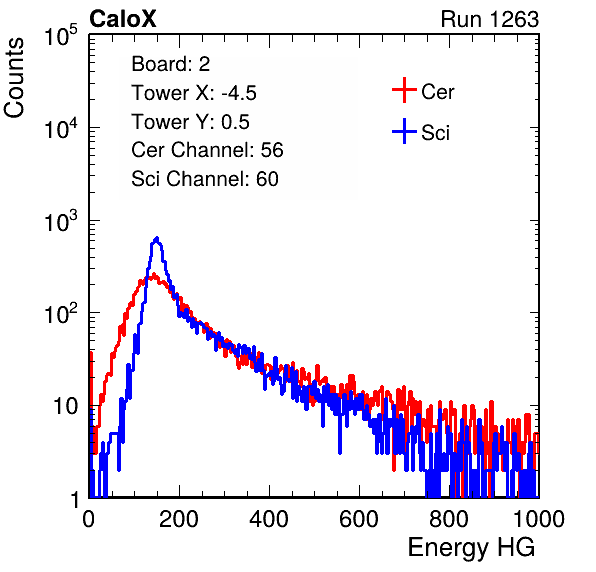 CaloX Run 1263
Counts
Board: 2
Tower X: -4.5
Tower Y: 0.5
Cer Channel: 56
Sci Channel: 60
Cer
Sci
10^5
10^4
10^3
10^2
10
1
0 200 400 600 800 1000
Energy HG